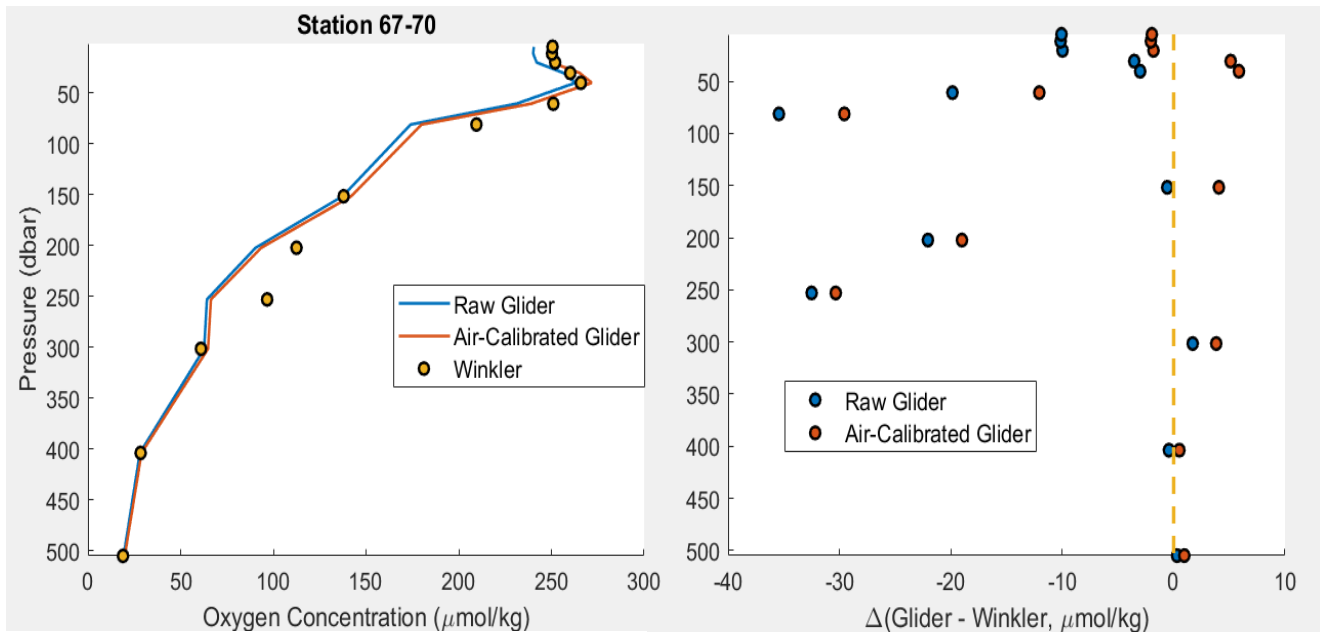 Station 67-70
0
50
100
150
200
250
300
350
400
450
500
Pressure (dbar)
Raw Glider
Air-Calibrated Glider
Winkler
0 50 100 150 200 250 300
Oxygen Concentration (μmol/kg)
0
50
100
150
200
250
300
350
400
450
500
Raw Glider
Air-Calibrated Glider
-40 -30 -20 -10 0 10
Δ(Glider - Winkler, μmol/kg)